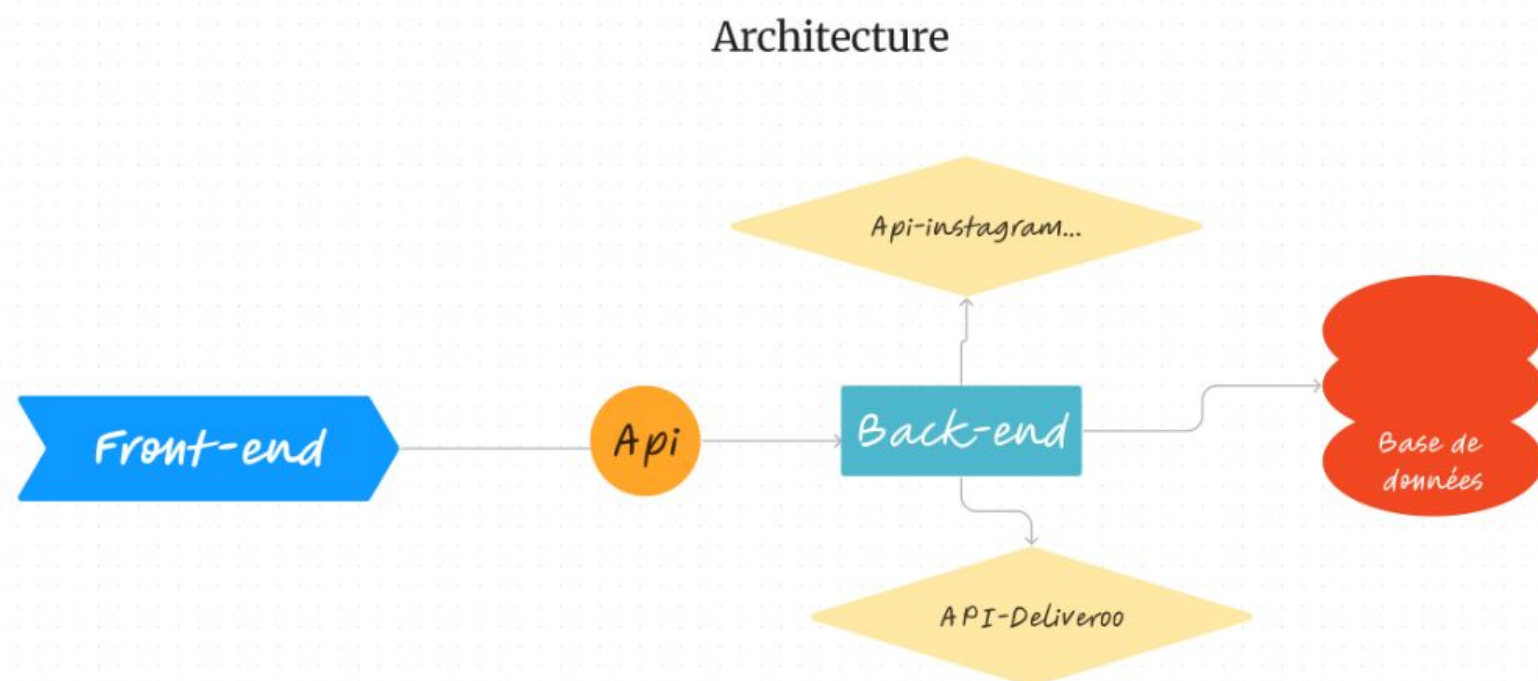 Architecture
Api-instagram...
Front-end
Api
Back-end
Base de
données
API-Deliveroo